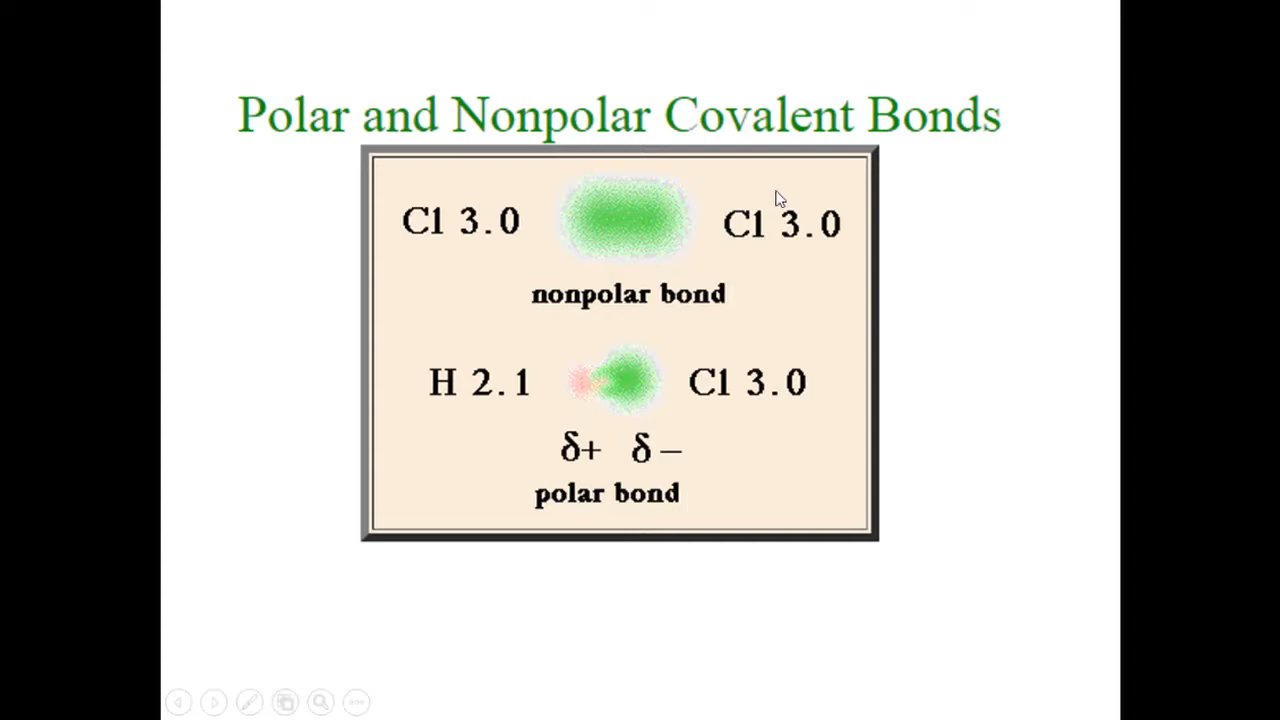 Polar and Nonpolar Covalent Bonds
Cl 3.0 Cl 3.0
nonpolar bond
H 2.1 Cl 3.0
δ+ δ –
polar bond